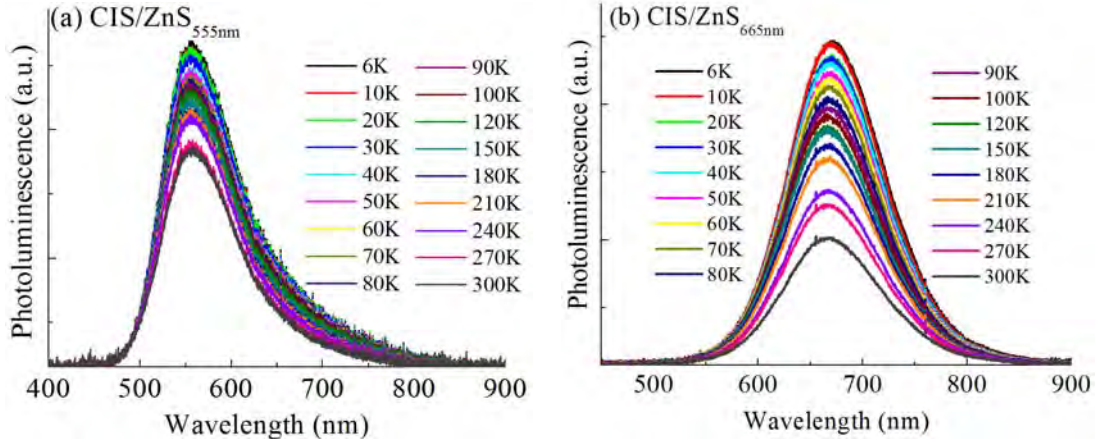 (a) CIS/ZnS555nm
Photoluminescence (a.u.)
6K
10K
20K
30K
40K
50K
60K
70K
80K
90K
100K
120K
150K
180K
210K
240K
270K
300K
400 500 600 700 800 900
Wavelength (nm)
(b) CIS/ZnS665nm
Photoluminescence (a.u.)
6K
10K
20K
30K
40K
50K
60K
70K
80K
90K
100K
120K
150K
180K
210K
240K
270K
300K
500 600 700 800 900
Wavelength (nm)